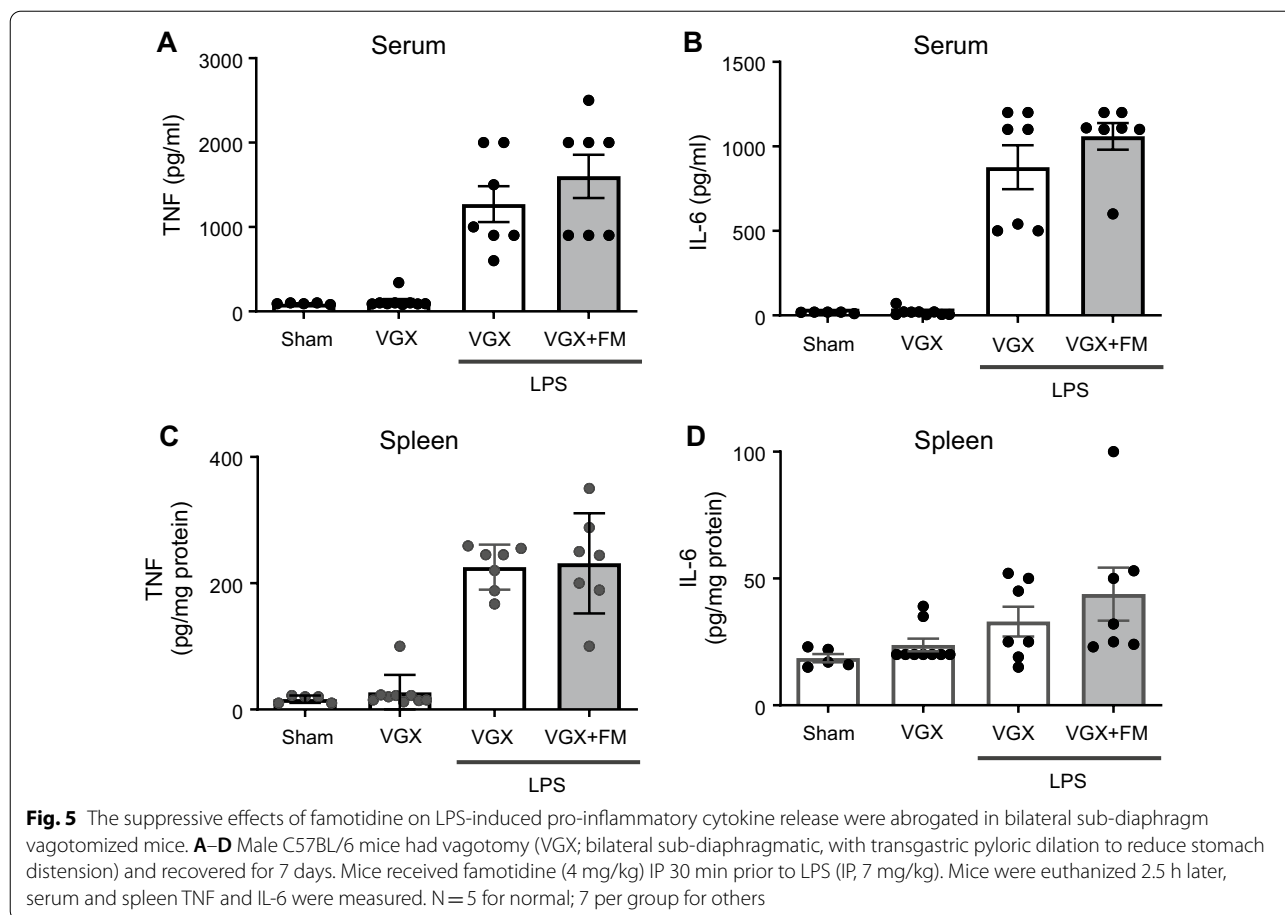 A
Serum
3000
2000
1000
0
TNF (pg/ml)
Sham
VGX
VGX
VGX+FM
LPS
B
Serum
1500
1000
500
0
IL-6 (pg/ml)
Sham
VGX
VGX
VGX+FM
LPS
C
Spleen
400
200
0
TNF
(pg/mg protein)
Sham
VGX
VGX
VGX+FM
LPS
D
Spleen
100
50
0
IL-6
(pg/mg protein)
Sham
VGX
VGX
VGX+FM
LPS
Fig. 5 The suppressive effects of famotidine on LPS-induced pro-inflammatory cytokine release were abrogated in bilateral sub-diaphragm
vagotomized mice. A–D Male C57BL/6 mice had vagotomy (VGX; bilateral sub-diaphragmatic, with transgastric pyloric dilation to reduce stomach
distension) and recovered for 7 days. Mice received famotidine (4 mg/kg) IP 30 min prior to LPS (IP, 7 mg/kg). Mice were euthanized 2.5 h later,
serum and spleen TNF and IL-6 were measured. N = 5 for normal; 7 per group for others